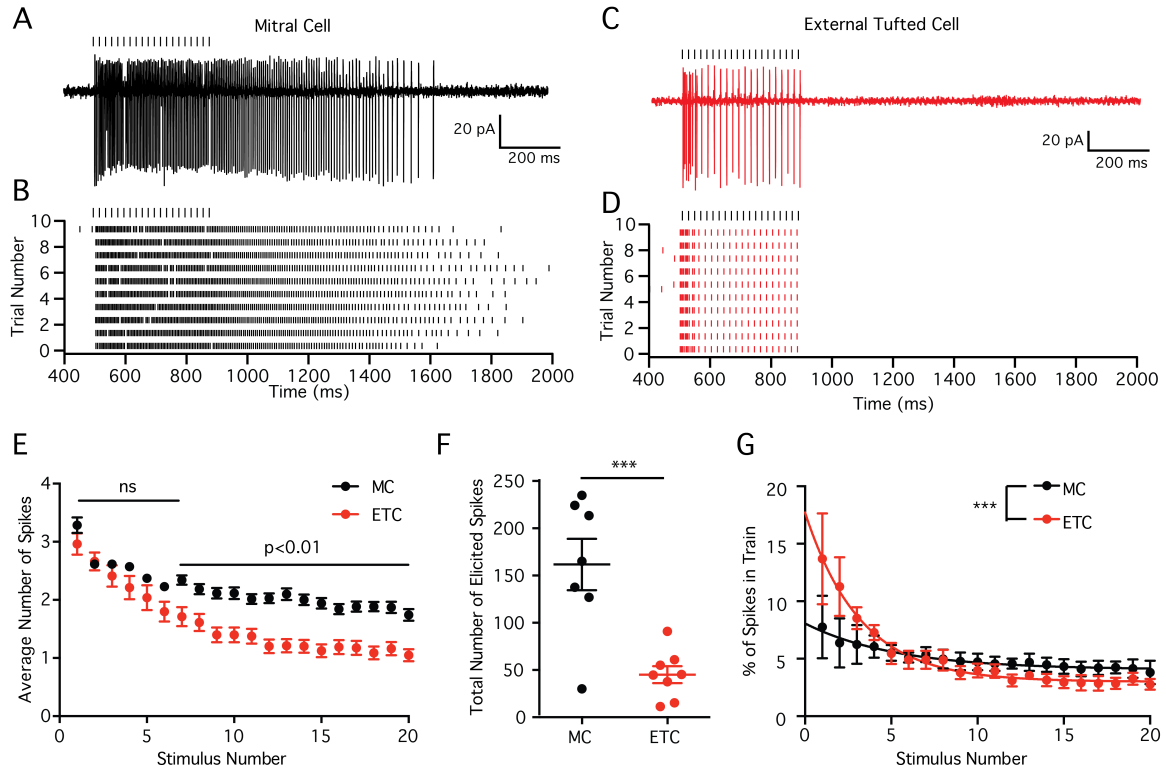 A
Mitral Cell
20 pA
200 ms
B
Trial Number
10
8
6
4
2
0
400 600 800 1000 1200 1400 1600 1800 2000
Time (ms)
C
External Tufted Cell
20 pA
200 ms
D
Trial Number
10
8
6
4
2
0
400 600 800 1000 1200 1400 1600 1800 2000
Time (ms)
E
Average Number of Spikes
4
3
2
1
0
ns
p<0.01
MC
ETC
0 5 10 15 20
Stimulus Number
F
Total Number of Elicited Spikes
250
200
150
100
50
0
***
MC ETC
G
% of Spikes in Train
20
15
10
5
0
***
MC
ETC
0 5 10 15 20
Stimulus Number